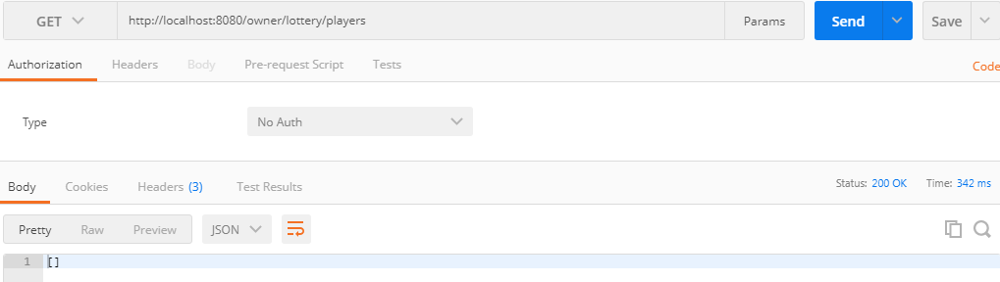 GET http://localhost:8080/owner/lottery/players Params Send Save
Authorization Headers Body Pre-request Script Tests Code
Type No Auth
Body Cookies Headers (3) Test Results Status: 200 OK Time: 342 ms
Pretty Raw Preview JSON
1 []